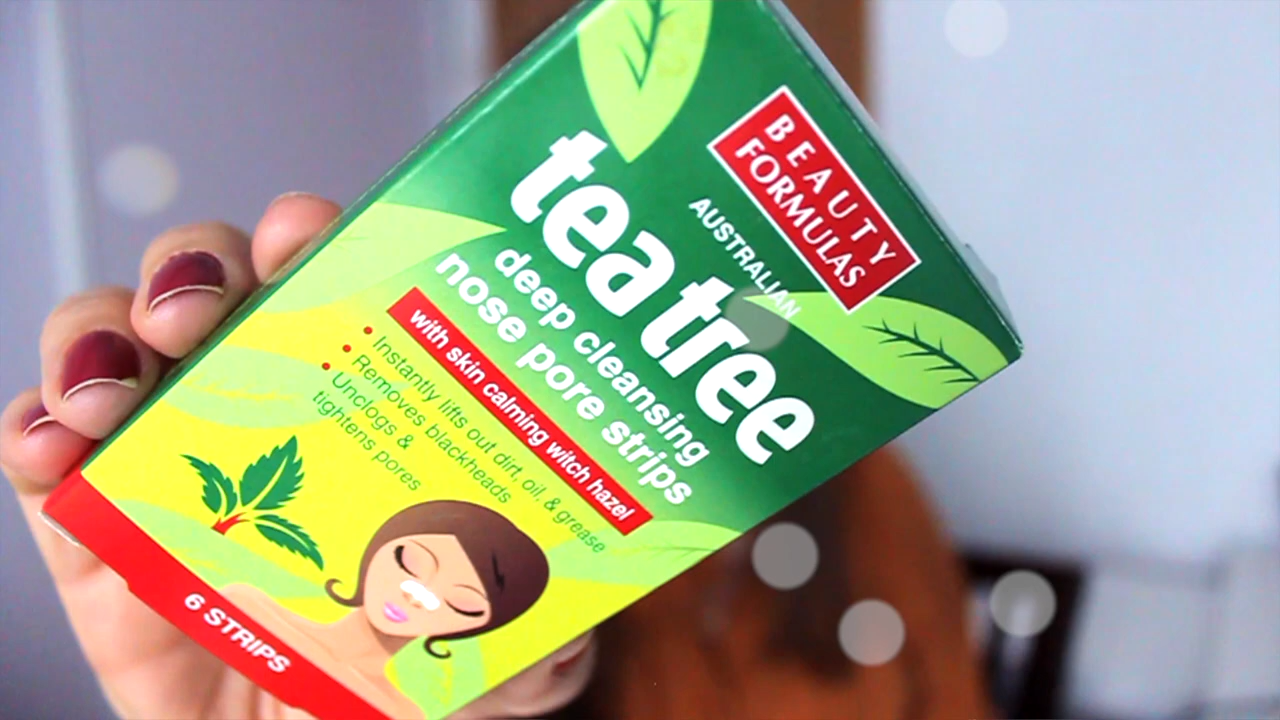 BEAUTY
FORMULAS
AUSTRALIAN
tea tree
deep cleansing
nose pore strips
with skin calming witch hazel
• Instantly lifts out dirt, oil, & grease
• Removes blackheads
• Unclogs &
tightens pores
6 STRIPS